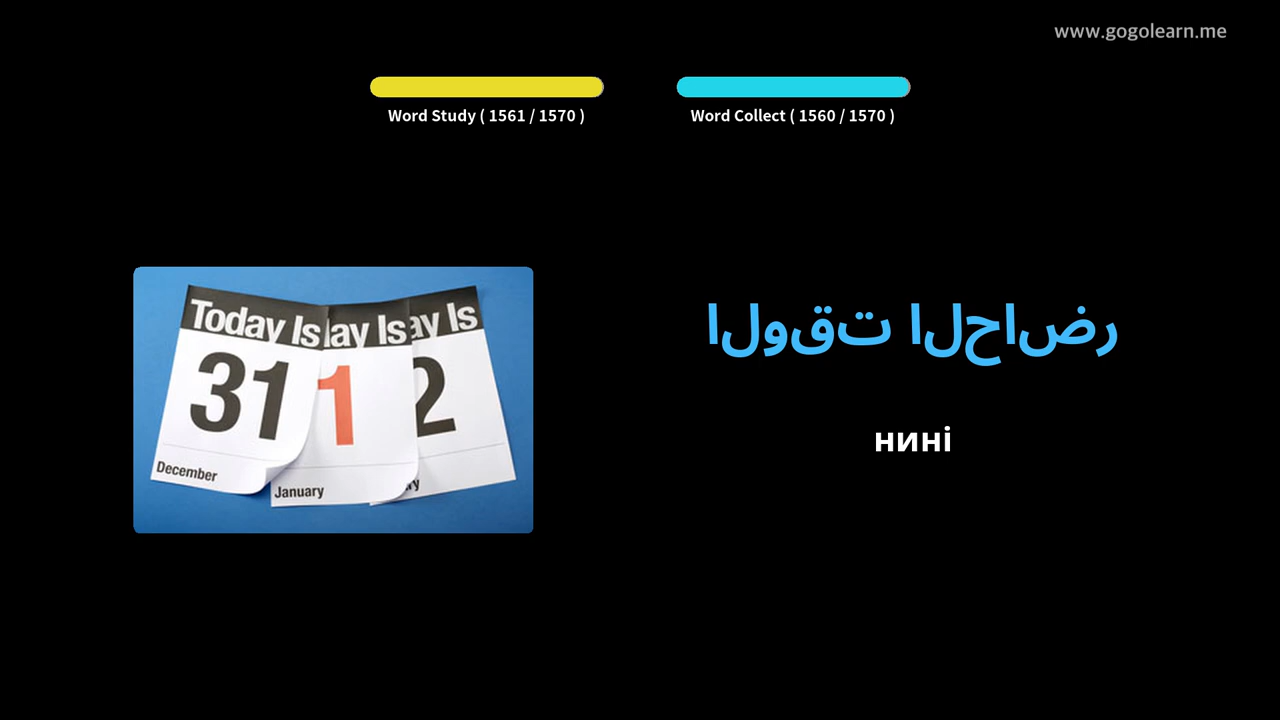 www.gogolearn.me
Word Study ( 1561 / 1570 )
Word Collect ( 1560 / 1570 )
Today Is
31
December
lay Is
1
January
ay Is
2
ry
الوقت الحاضر
нині